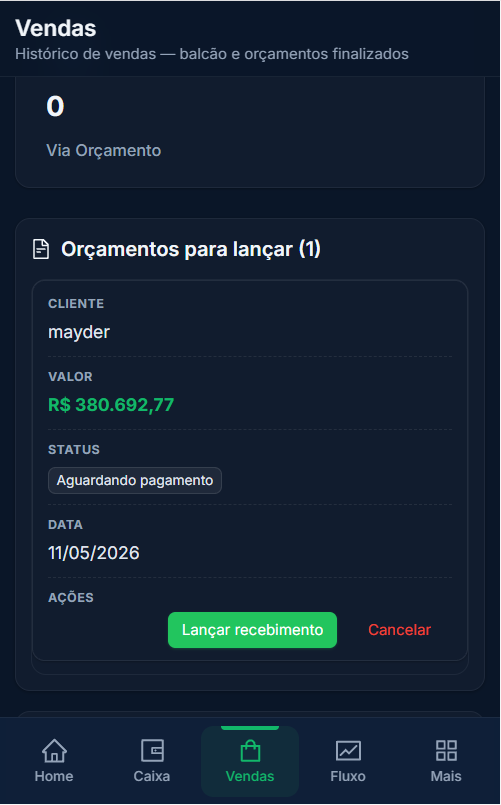 Vendas
Histórico de vendas — balcão e orçamentos finalizados
0
Via Orçamento
Orçamentos para lançar (1)
CLIENTE
mayder
VALOR
R$ 380.692,77
STATUS
Aguardando pagamento
DATA
11/05/2026
AÇÕES
Lançar recebimento
Cancelar
Home
Caixa
Vendas
Fluxo
Mais